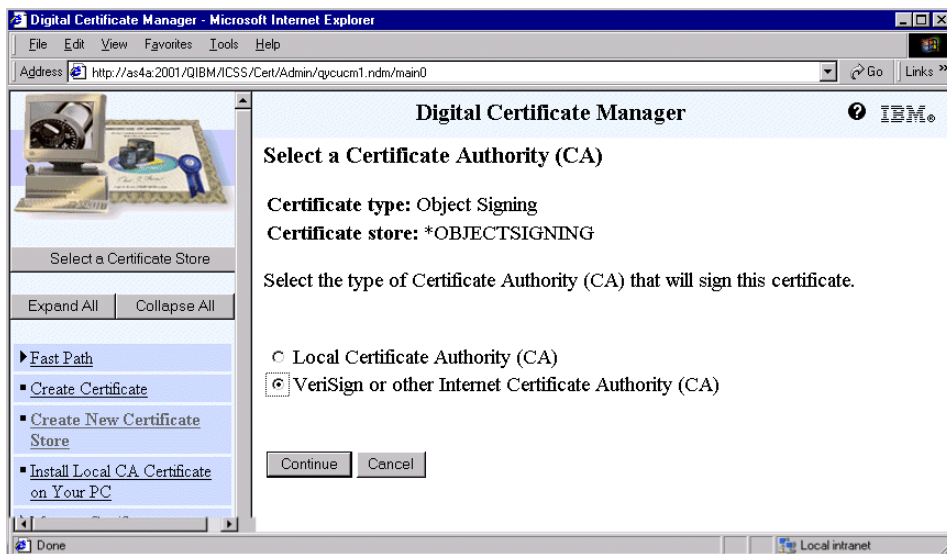 Digital Certificate Manager - Microsoft Internet Explorer
File Edit View Favorites Tools Help
Address http://as4a:2001/QIBM/ICSS/Cert/Admin/qycucm1.ndm/main0 Go Links »
Digital Certificate Manager
IBM®
Select a Certificate Store
Expand All Collapse All
Fast Path
Create Certificate
Create New Certificate
Store
Install Local CA Certificate
on Your PC
Select a Certificate Authority (CA)
Certificate type: Object Signing
Certificate store: *OBJECTSIGNING
Select the type of Certificate Authority (CA) that will sign this certificate.
Local Certificate Authority (CA)
VeriSign or other Internet Certificate Authority (CA)
Continue Cancel
Done
Local intranet